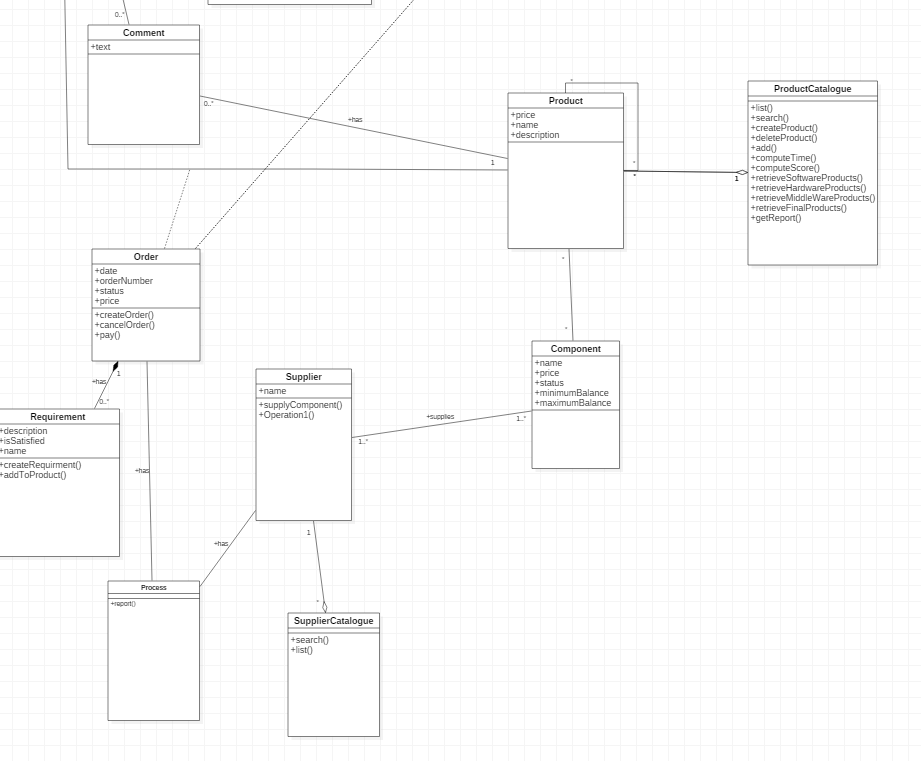 0..*
Comment
+text
0..*
+has
1
*
Product
+price
+name
+description
*
*
1
ProductCatalogue
+list()
+search()
+createProduct()
+deleteProduct()
+add()
+computeTime()
+computeScore()
+retrieveSoftwareProducts()
+retrieveHardwareProducts()
+retrieveMiddleWareProducts()
+retrieveFinalProducts()
+getReport()
Order
+date
+orderNumber
+status
+price
+createOrder()
+cancelOrder()
+pay()
*
*
Component
+name
+price
+status
+minimumBalance
+maximumBalance
1
+has
0..*
Supplier
+name
+supplyComponent()
+Operation1()
+supplies
1..*
1..*
Requirement
+description
+isSatisfied
+name
+createRequirment()
+addToProduct()
+has
+has
1
*
Process
+report()
SupplierCatalogue
+search()
+list()